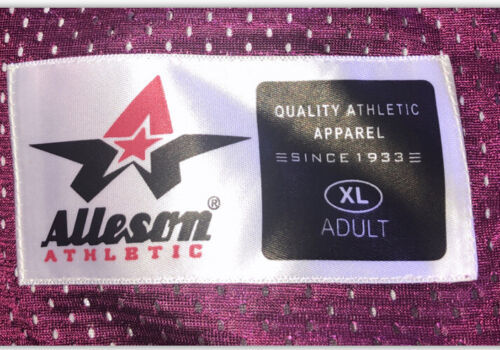 Alleson®
ATHLETIC
QUALITY ATHLETIC
APPAREL
SINCE 1933
XL
ADULT